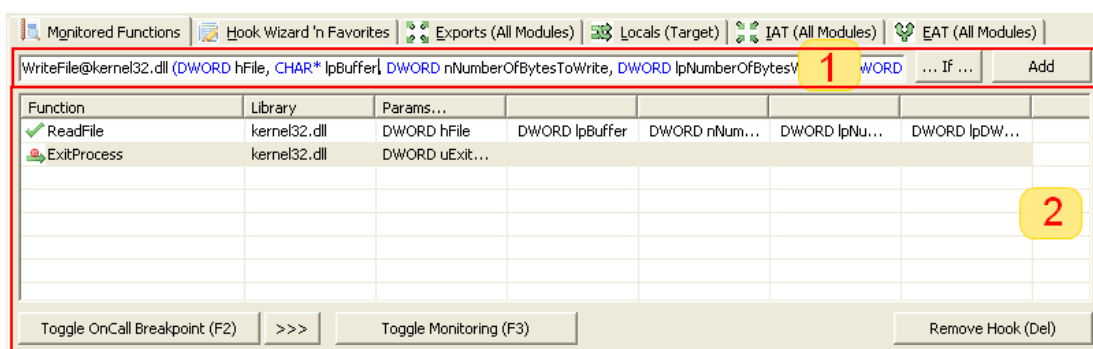 Monitored Functions Hook Wizard 'n Favorites Exports (All Modules) Locals (Target) IAT (All Modules) EAT (All Modules)
WriteFile@kernel32.dll (DWORD hFile, CHAR* lpBuffer, DWORD nNumberOfBytesToWrite, DWORD lpNumberOfBytesW 1 WORD ... If ... Add
Function Library Params...
ReadFile kernel32.dll DWORD hFile DWORD lpBuffer DWORD nNum... DWORD lpNu... DWORD lpDW...
ExitProcess kernel32.dll DWORD uExit...
2
Toggle OnCall Breakpoint (F2) >>> Toggle Monitoring (F3) Remove Hook (Del)